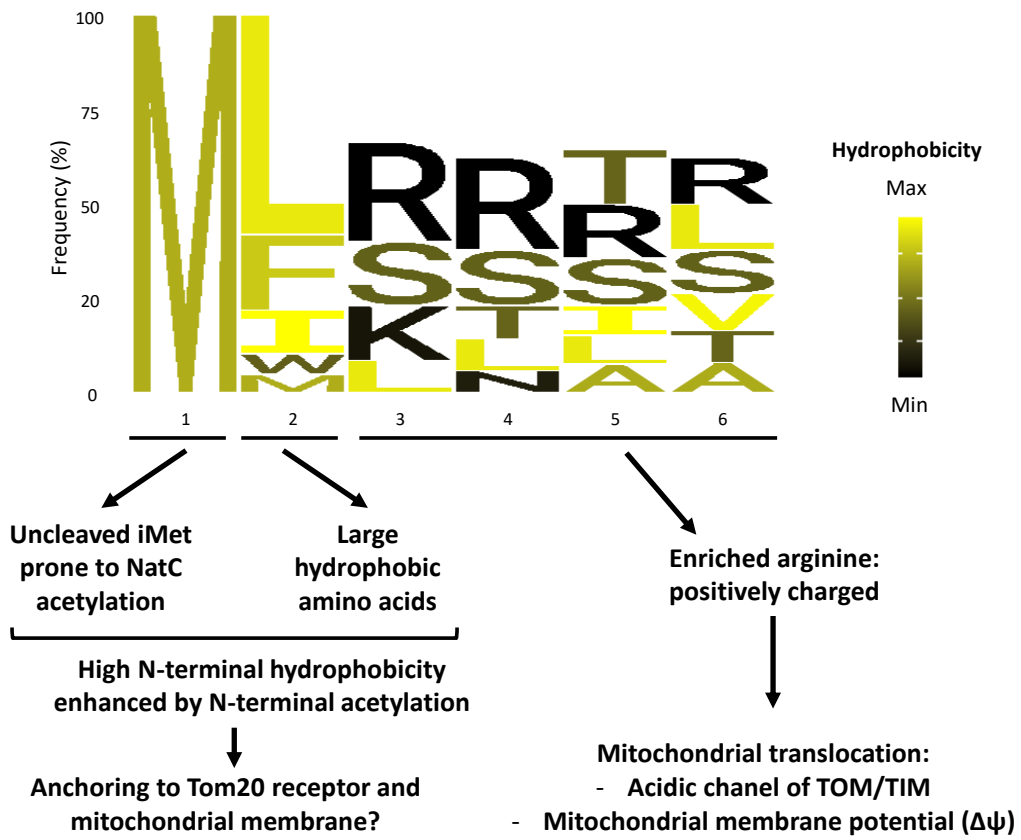 100
75
50
20
0
Frequency (%)
M
L
F
I
W
M
R
S
K
L
R
S
T
L
N
T
R
S
I
L
A
R
L
S
V
T
A
1 2 3 4 5 6
Hydrophobicity
Max
Min
Uncleaved iMet
prone to NatC
acetylation
Large
hydrophobic
amino acids
Enriched arginine:
positively charged
High N-terminal hydrophobicity
enhanced by N-terminal acetylation
Anchoring to Tom20 receptor and
mitochondrial membrane?
Mitochondrial translocation:
- Acidic chanel of TOM/TIM
- Mitochondrial membrane potential (Δψ)